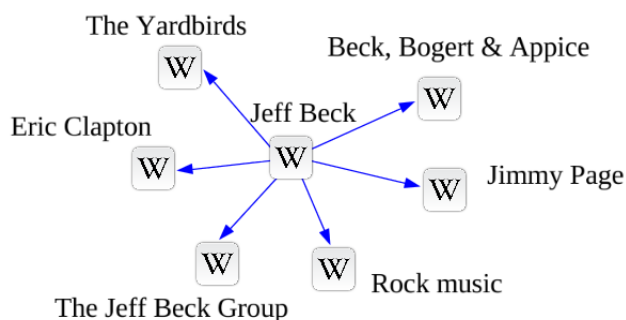 The Yardbirds
Beck, Bogert & Appice
W
W
Jeff Beck
Eric Clapton
W
W
W
Jimmy Page
W
W
Rock music
The Jeff Beck Group